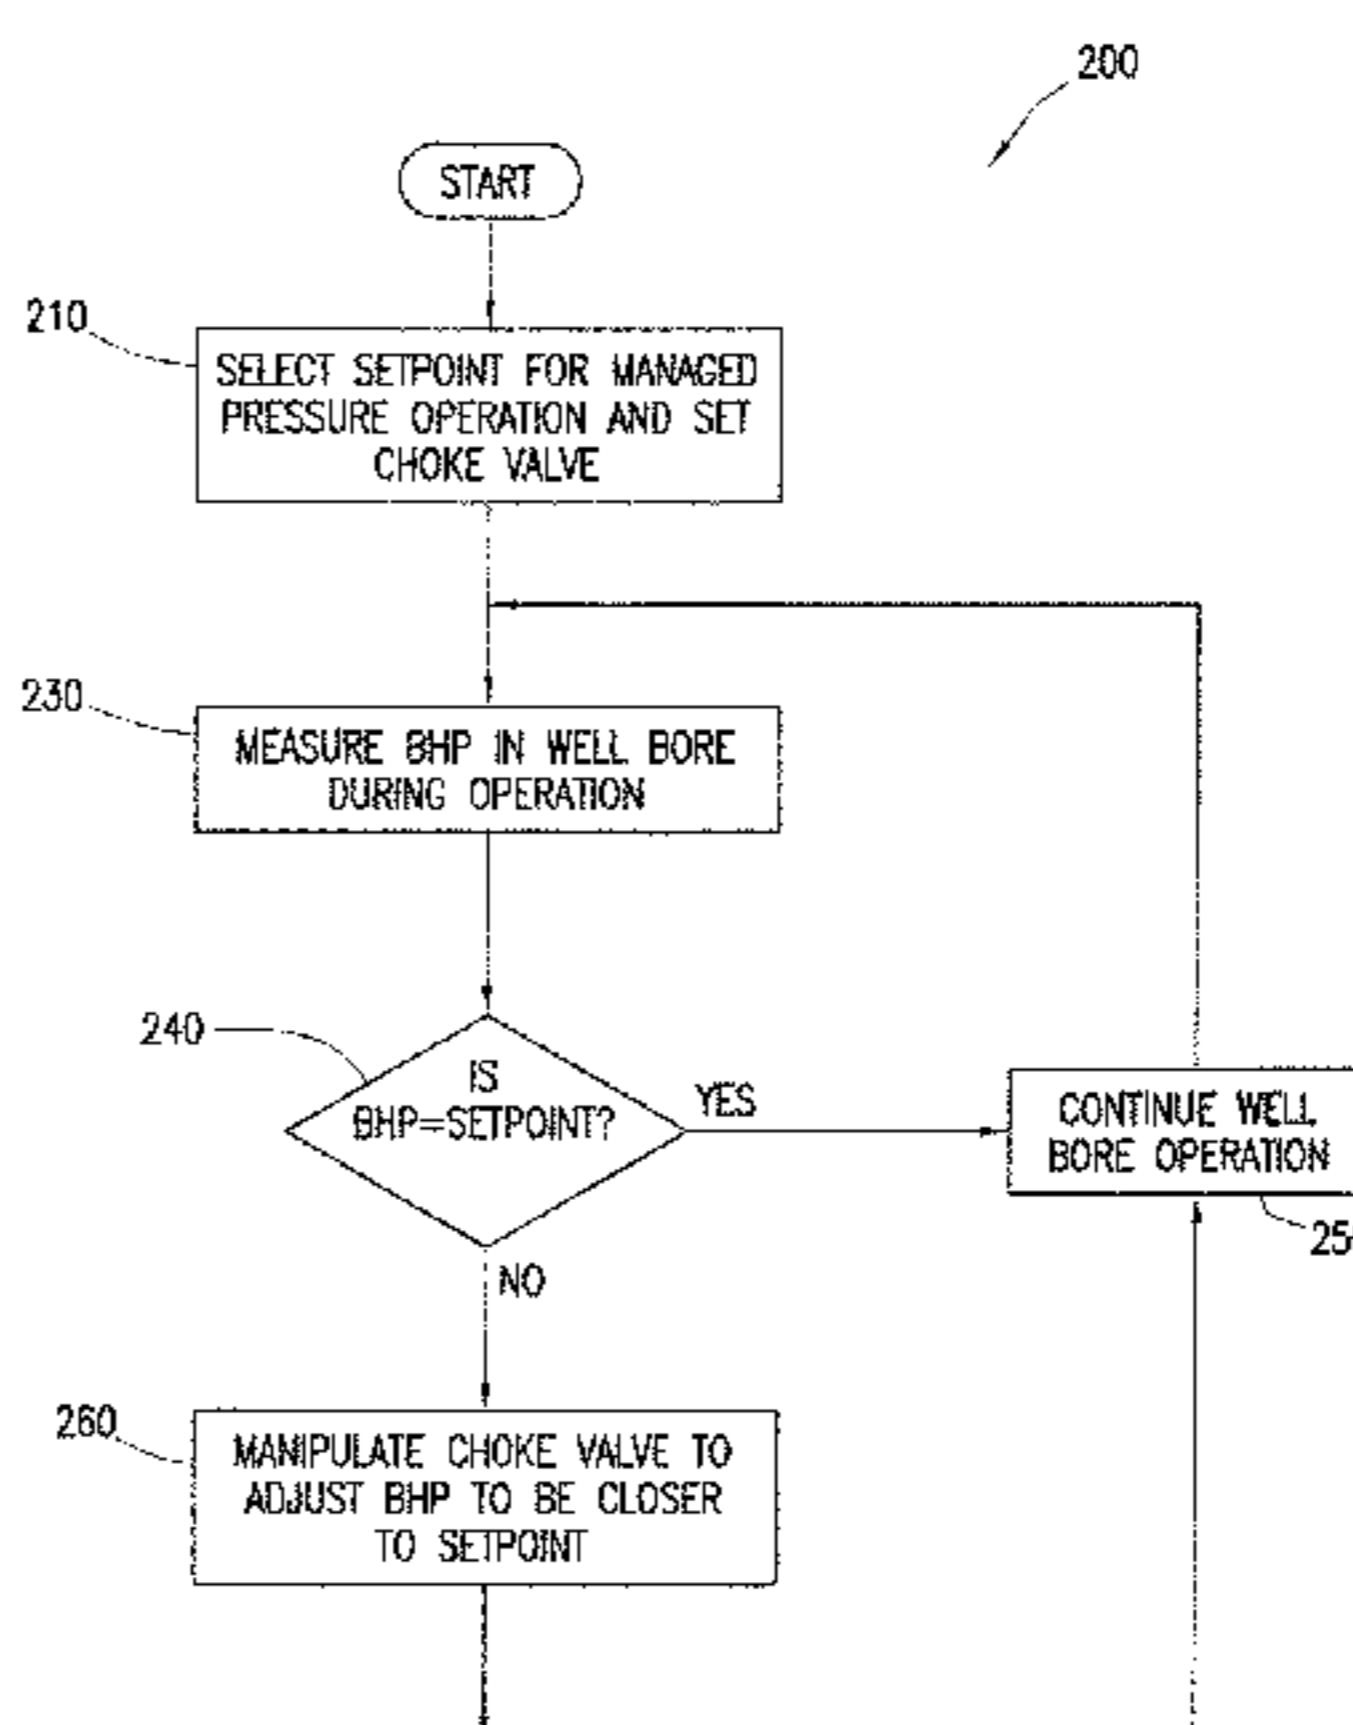 200
START
210
SELECT SETPOINT FOR MANAGED
PRESSURE OPERATION AND SET
CHOKE VALVE
230
MEASURE BHP IN WELL BORE
DURING OPERATION
240
IS
BHP=SETPOINT?
YES
CONTINUE WELL
BORE OPERATION
25
NO
260
MANIPULATE CHOKE VALVE TO
ADJUST BHP TO BE CLOSER
TO SETPOINT